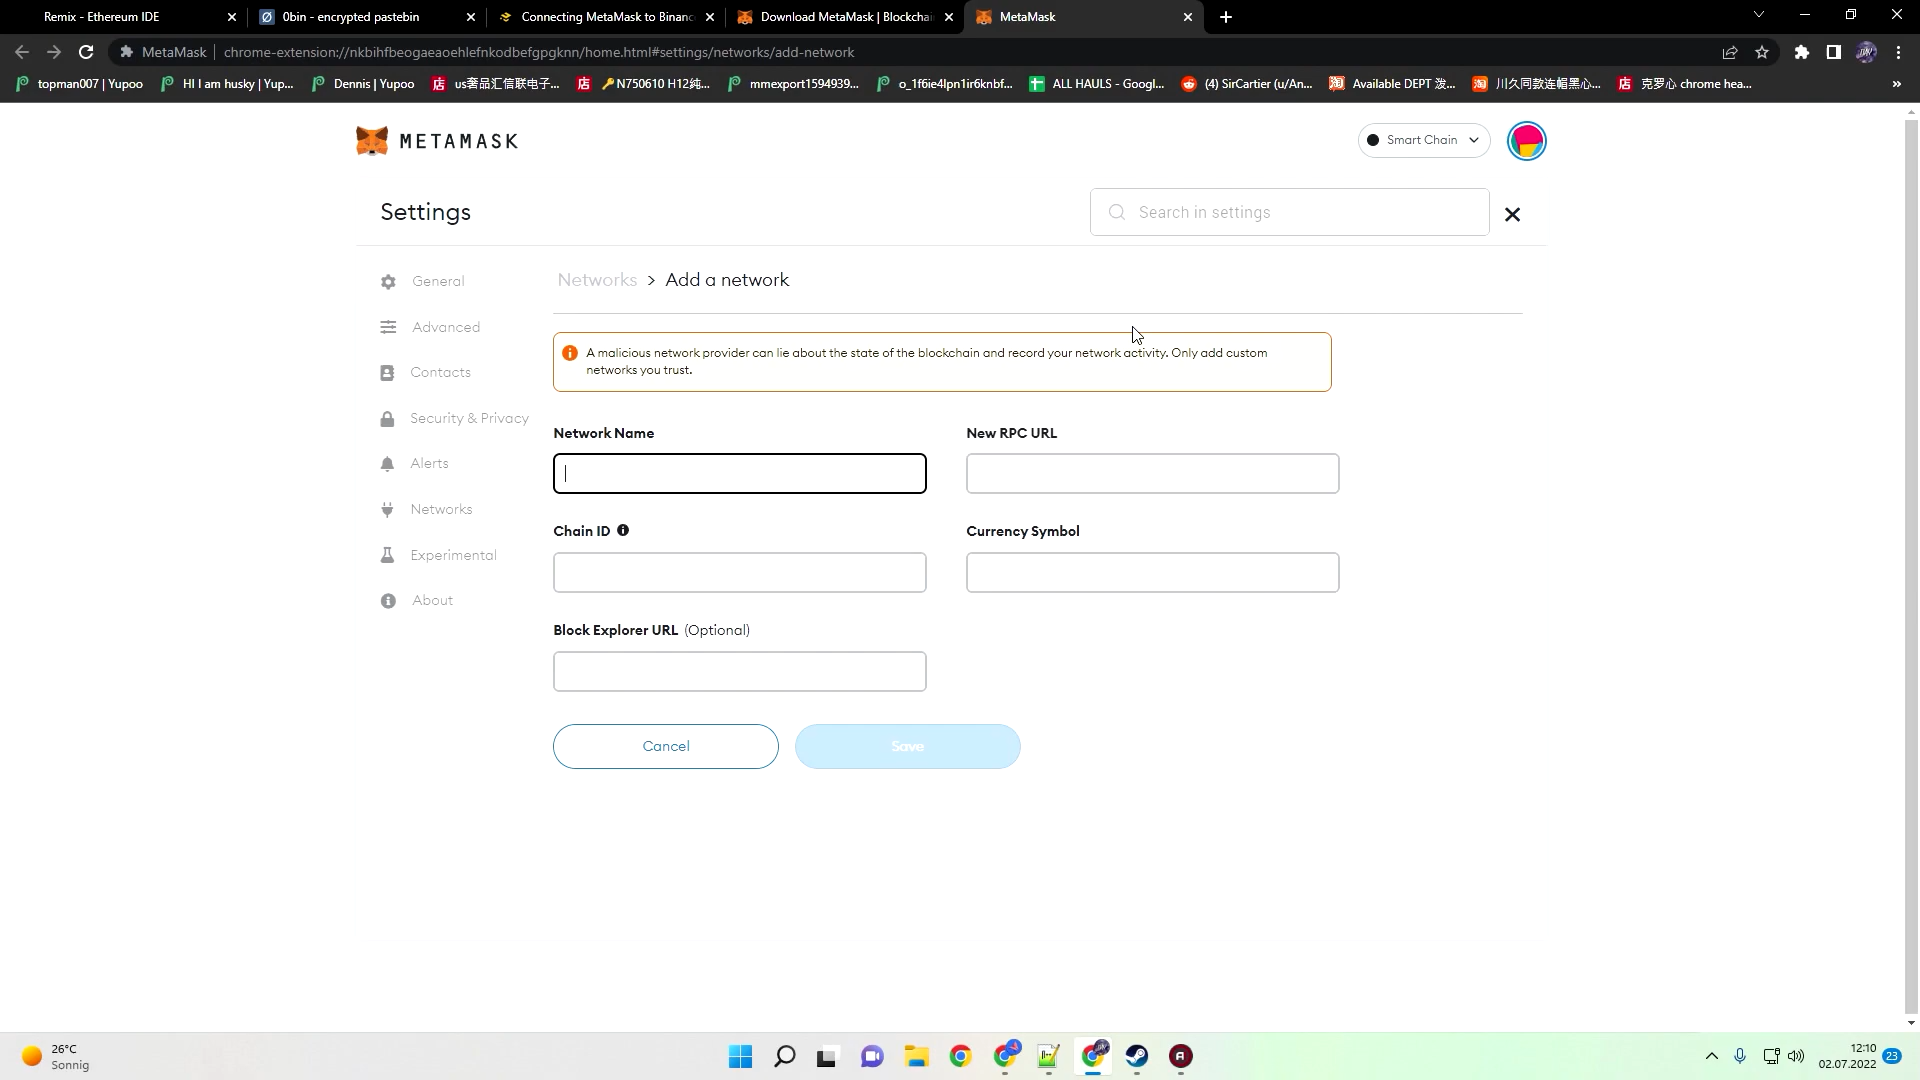 Remix - Ethereum IDE
0bin - encrypted pastebin
Connecting MetaMask to Binanc
Download MetaMask | Blockchai
MetaMask
MetaMask
chrome-extension://nkbihfbeogaeaoehlefnkodbefgpgknn/home.html#settings/networks/add-network
topman007 | Yupoo
HI I am husky | Yup...
Dennis | Yupoo
us奢品汇信联电子...
N750610 H12純...
mmexport1594939...
o_1f6ie4lpn1ir6knbf...
ALL HAULS - Googl...
(4) SirCartier (u/An...
Available DEPT 泼...
川久同款连帽黑心...
克罗心 chrome hea...
METAMASK
Smart Chain
Settings
Search in settings
General
Advanced
Contacts
Security & Privacy
Alerts
Networks
Experimental
About
Networks > Add a network
A malicious network provider can lie about the state of the blockchain and record your network activity. Only add custom
networks you trust.
Network Name
New RPC URL
Chain ID
Currency Symbol
Block Explorer URL (Optional)
Cancel
Save
26°C
Sonnig
12:10
02.07.2022
23